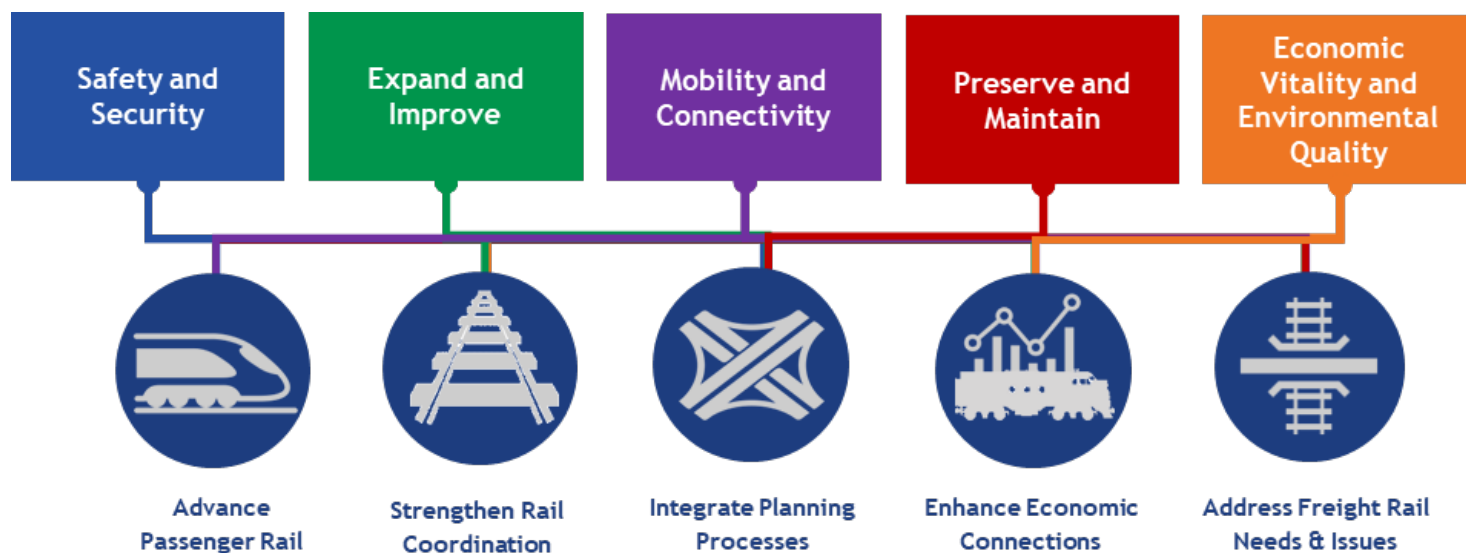 Safety and
Security
Expand and
Improve
Mobility and
Connectivity
Preserve and
Maintain
Economic
Vitality and
Environmental
Quality
Advance
Passenger Rail
Strengthen Rail
Coordination
Integrate Planning
Processes
Enhance Economic
Connections
Address Freight Rail
Needs & Issues